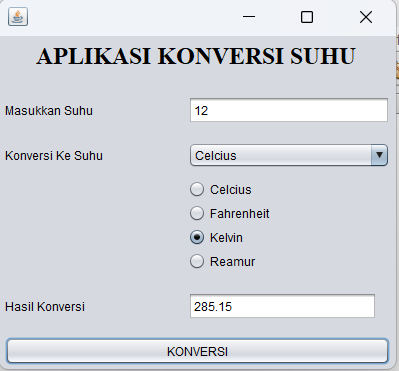 APLIKASI KONVERSI SUHU
Masukkan Suhu 12
Konversi Ke Suhu Celcius
Celcius
Fahrenheit
Kelvin
Reamur
Hasil Konversi 285.15
KONVERSI